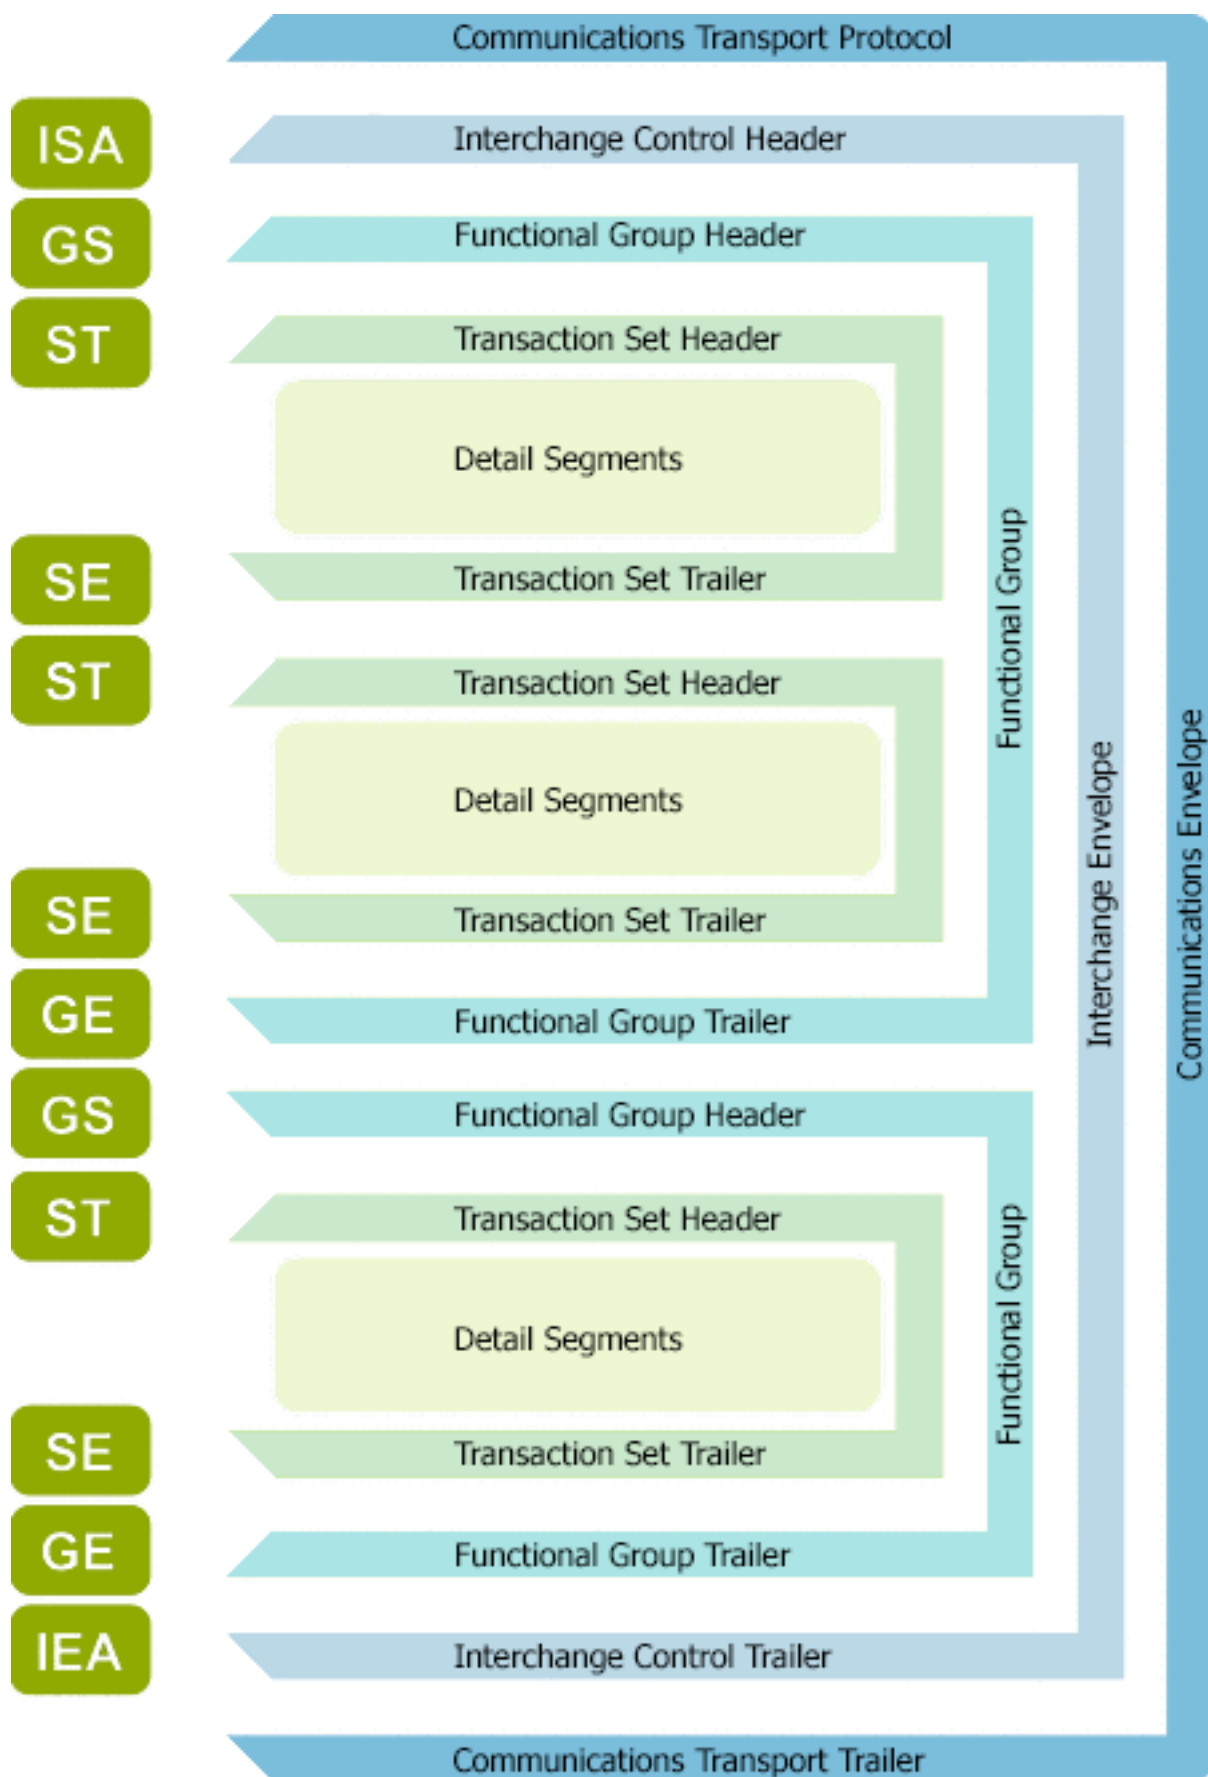 Communications Transport Protocol
ISA
Interchange Control Header
GS
Functional Group Header
ST
Transaction Set Header
Detail Segments
SE
Transaction Set Trailer
ST
Transaction Set Header
Detail Segments
SE
Transaction Set Trailer
GE
Functional Group Trailer
Functional Group
GS
Functional Group Header
ST
Transaction Set Header
Detail Segments
SE
Transaction Set Trailer
GE
Functional Group Trailer
Functional Group
IEA
Interchange Control Trailer
Interchange Envelope
Communications Transport Trailer
Communications Envelope